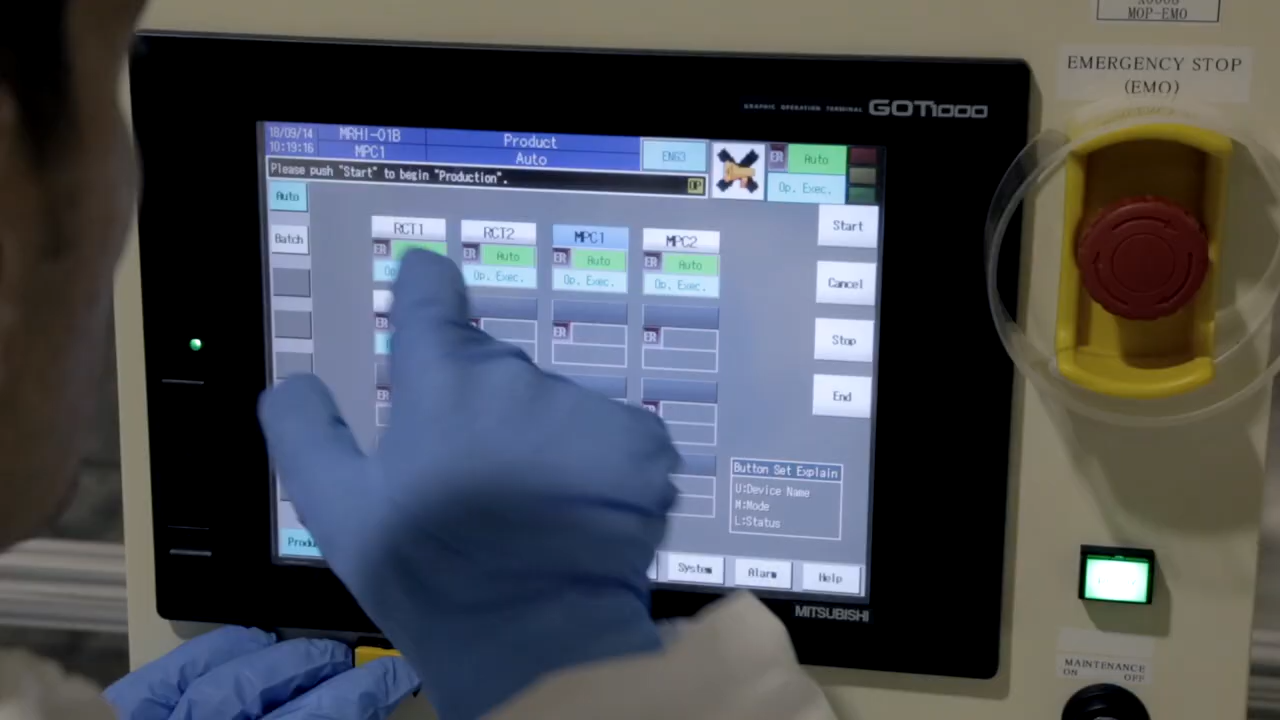 MOP-EMO
EMERGENCY STOP
(EMO)
GRAPHIC OPERATION TERMINAL GOT1000
18/09/14 MRHI-01B Product
10:19:16 MPC1 Auto
ENG3
ER Auto
Op. Exec.
Please push "Start" to begin "Production". OP
Auto
Batch
RCT1 RCT2 MPC1 MPC2
ER ER Auto ER Auto ER Auto
Op. Exec. Op. Exec. Op. Exec.
ER ER ER ER
ER ER
Start
Cancel
Stop
End
Button Set Explain
U:Device Name
M:Mode
L:Status
System Alarm Help
MITSUBISHI
MAINTENANCE
ON OFF